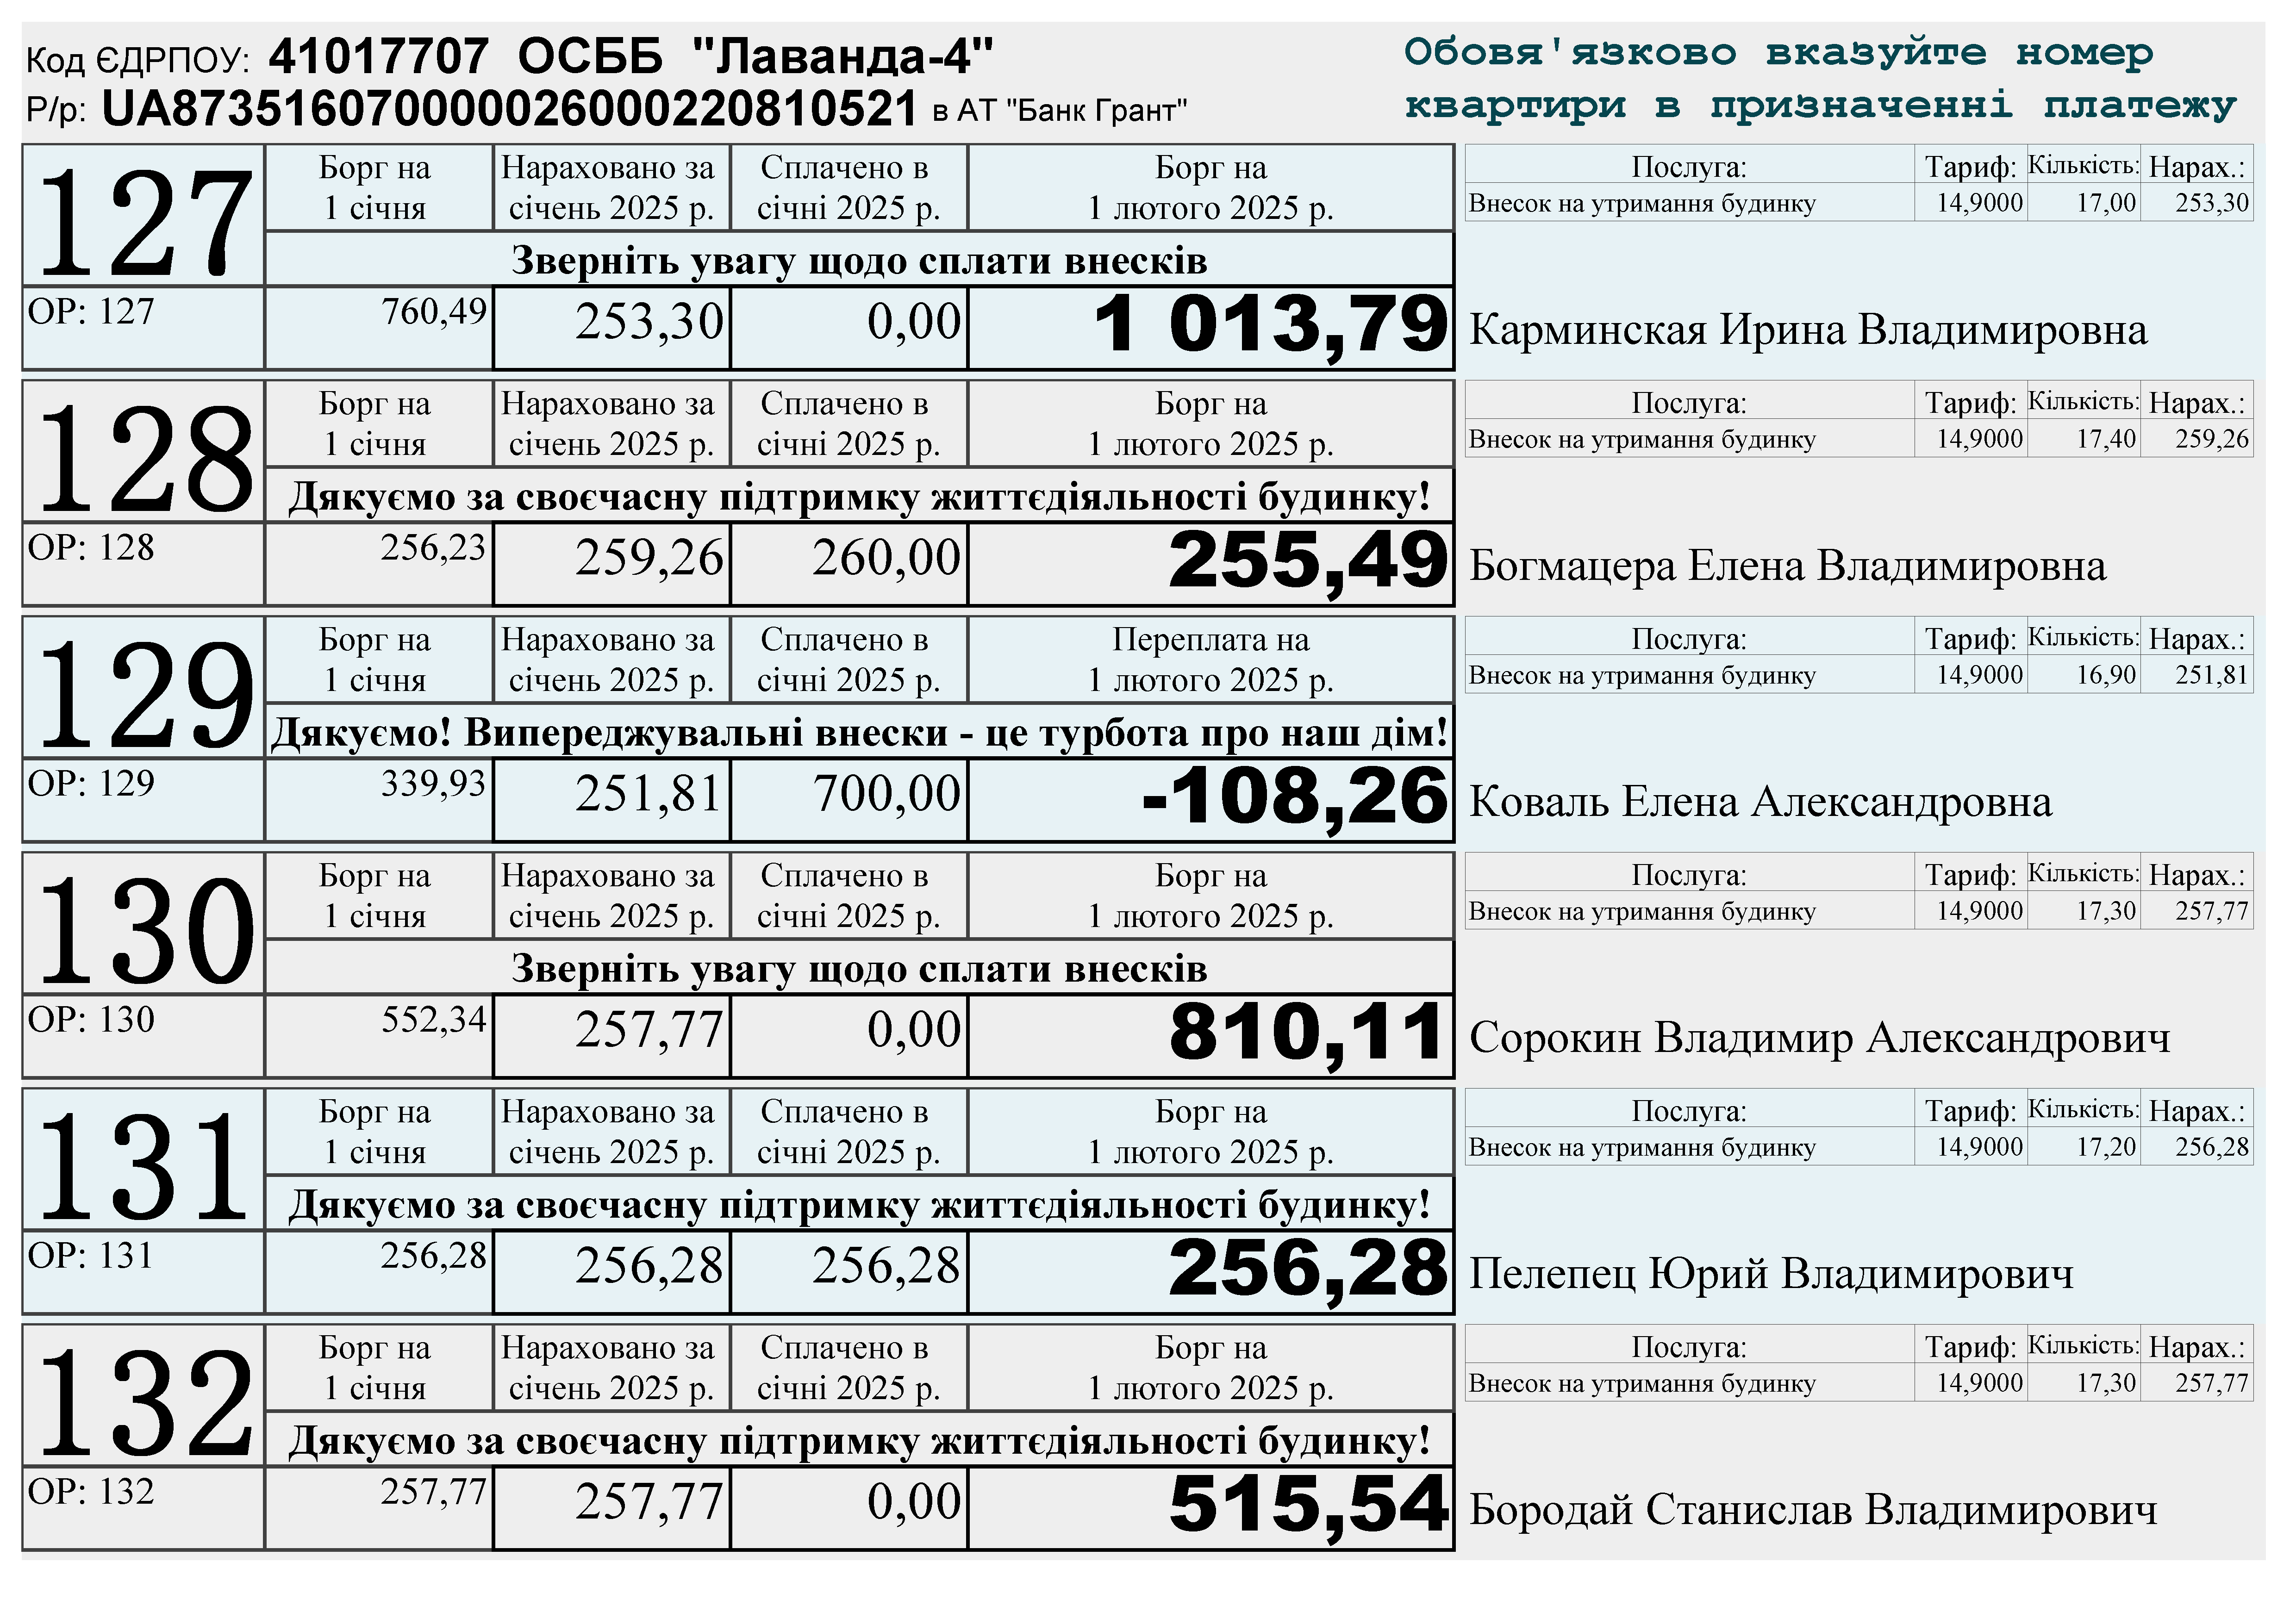 Код ЄДРПОУ: 41017707 ОСББ "Лаванда-4"
Р/р: UA873516070000026000220810521 в АТ "Банк Грант"
Обовя'язково вказуйте номер
квартири в призначенні платежу
127
Борг на 1 січня
Нараховано за січень 2025 р.
Сплачено в січні 2025 р.
Борг на 1 лютого 2025 р.
Зверніть увагу щодо сплати внесків
ОР: 127 760,49 253,30 0,00 1 013,79
Послуга: Тариф: Кількість: Нарах.:
Внесок на утримання будинку 14,9000 17,00 253,30
Карминская Ирина Владимировна
128
Борг на 1 січня
Нараховано за січень 2025 р.
Сплачено в січні 2025 р.
Борг на 1 лютого 2025 р.
Дякуємо за своєчасну підтримку життєдіяльності будинку!
ОР: 128 256,23 259,26 260,00 255,49
Послуга: Тариф: Кількість: Нарах.:
Внесок на утримання будинку 14,9000 17,40 259,26
Богмацера Елена Владимировна
129
Борг на 1 січня
Нараховано за січень 2025 р.
Сплачено в січні 2025 р.
Переплата на 1 лютого 2025 р.
Дякуємо! Випереджувальні внески - це турбота про наш дім!
ОР: 129 339,93 251,81 700,00 -108,26
Послуга: Тариф: Кількість: Нарах.:
Внесок на утримання будинку 14,9000 16,90 251,81
Коваль Елена Александровна
130
Борг на 1 січня
Нараховано за січень 2025 р.
Сплачено в січні 2025 р.
Борг на 1 лютого 2025 р.
Зверніть увагу щодо сплати внесків
ОР: 130 552,34 257,77 0,00 810,11
Послуга: Тариф: Кількість: Нарах.:
Внесок на утримання будинку 14,9000 17,30 257,77
Сорокин Владимир Александрович
131
Борг на 1 січня
Нараховано за січень 2025 р.
Сплачено в січні 2025 р.
Борг на 1 лютого 2025 р.
Дякуємо за своєчасну підтримку життєдіяльності будинку!
ОР: 131 256,28 256,28 256,28 256,28
Послуга: Тариф: Кількість: Нарах.:
Внесок на утримання будинку 14,9000 17,20 256,28
Пелепец Юрий Владимирович
132
Борг на 1 січня
Нараховано за січень 2025 р.
Сплачено в січні 2025 р.
Борг на 1 лютого 2025 р.
Дякуємо за своєчасну підтримку життєдіяльності будинку!
ОР: 132 257,77 257,77 0,00 515,54
Послуга: Тариф: Кількість: Нарах.:
Внесок на утримання будинку 14,9000 17,30 257,77
Бородай Станислав Владимирович